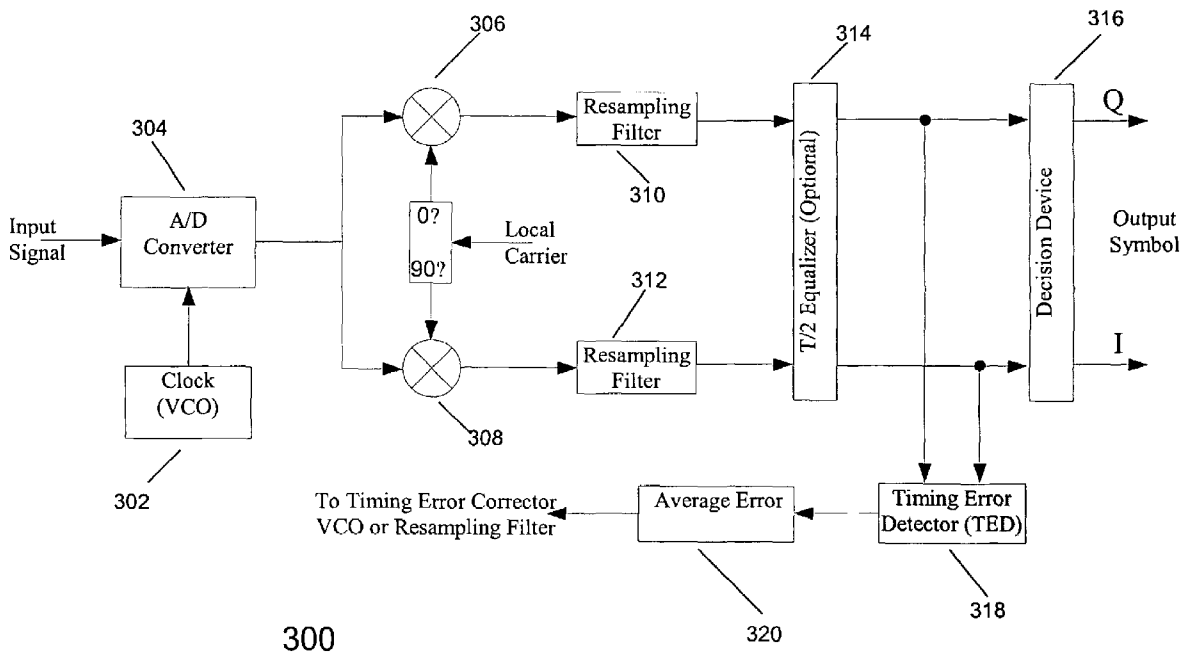 306
314
316
304
Resampling
Filter
310
Q
A/D
Converter
Input
Signal
0?
90?
Local
Carrier
T/2 Equalizer (Optional)
Decision Device
Output
Symbol
312
Resampling
Filter
I
Clock
(VCO)
308
302
To Timing Error Corrector
VCO or Resampling Filter
Average Error
Timing Error
Detector (TED)
320
318
300